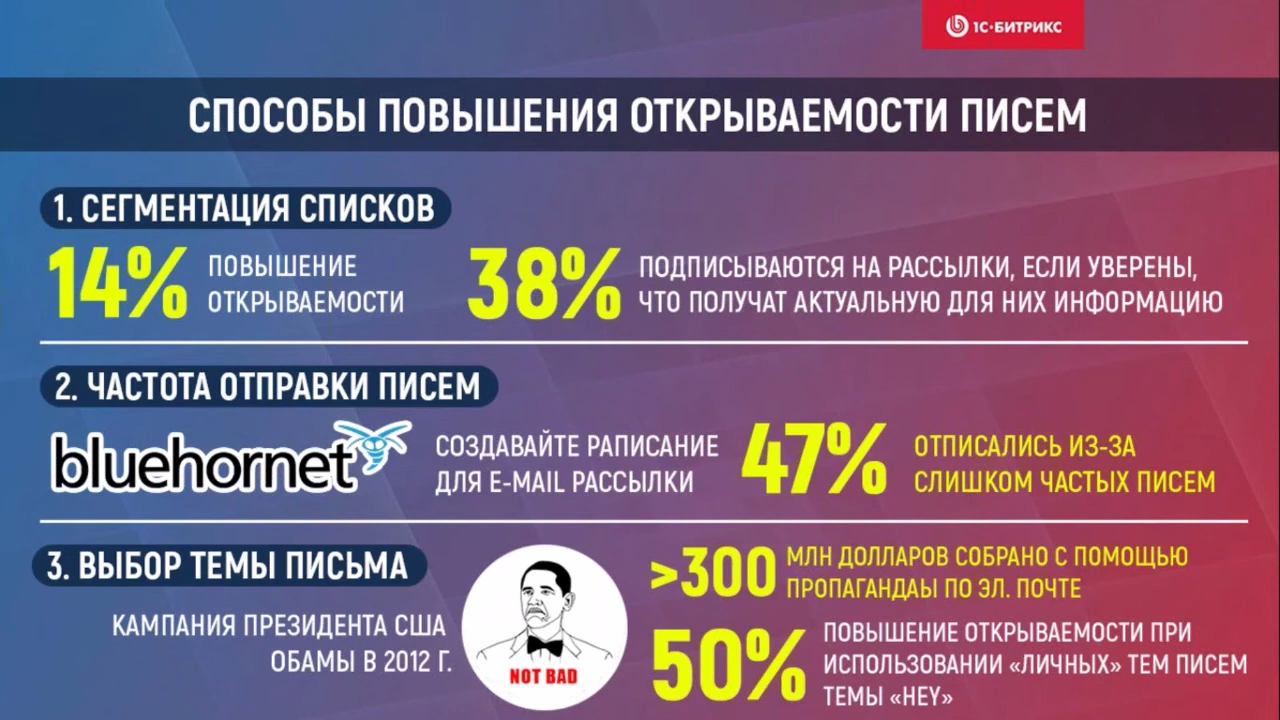 1С-БИТРИКС
СПОСОБЫ ПОВЫШЕНИЯ ОТКРЫВАЕМОСТИ ПИСЕМ
1. СЕГМЕНТАЦИЯ СПИСКОВ
14% ПОВЫШЕНИЕ
ОТКРЫВАЕМОСТИ
38% ПОДПИСЫВАЮТСЯ НА РАССЫЛКИ, ЕСЛИ УВЕРЕНЫ,
ЧТО ПОЛУЧАТ АКТУАЛЬНУЮ ДЛЯ НИХ ИНФОРМАЦИЮ
2. ЧАСТОТА ОТПРАВКИ ПИСЕМ
bluehornet
СОЗДАВАЙТЕ РАПИСАНИЕ
ДЛЯ E-MAIL РАССЫЛКИ
47% ОТПИСАЛИСЬ ИЗ-ЗА
СЛИШКОМ ЧАСТЫХ ПИСЕМ
3. ВЫБОР ТЕМЫ ПИСЬМА
КАМПАНИЯ ПРЕЗИДЕНТА США
ОБАМЫ В 2012 Г.
NOT BAD
>300 МЛН ДОЛЛАРОВ СОБРАНО С ПОМОЩЬЮ
ПРОПАГАНДАЫ ПО ЭЛ. ПОЧТЕ
50% ПОВЫШЕНИЕ ОТКРЫВАЕМОСТИ ПРИ
ИСПОЛЬЗОВАНИИ «ЛИЧНЫХ» ТЕМ ПИСЕМ
ТЕМЫ «HEY»